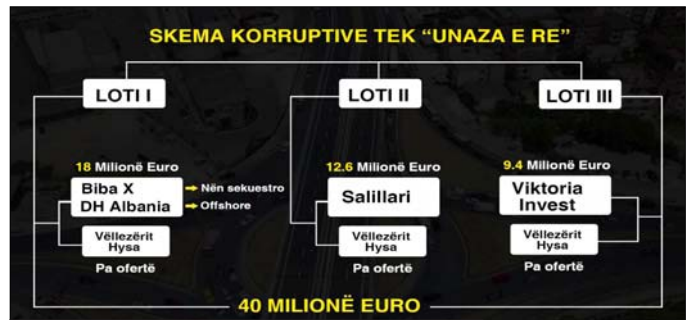 SKEMA KORRUPTIVE TEK “UNAZA E RE”
LOTI I
LOTI II
LOTI III
18 Milionë Euro
12.6 Milionë Euro
9.4 Milionë Euro
Biba X
DH Albania
Nën sekuestro
Offshore
Salillari
Viktoria
Invest
Vëllezërit
Hysa
Vëllezërit
Hysa
Vëllezërit
Hysa
Pa ofertë
Pa ofertë
Pa ofertë
40 MILIONË EURO